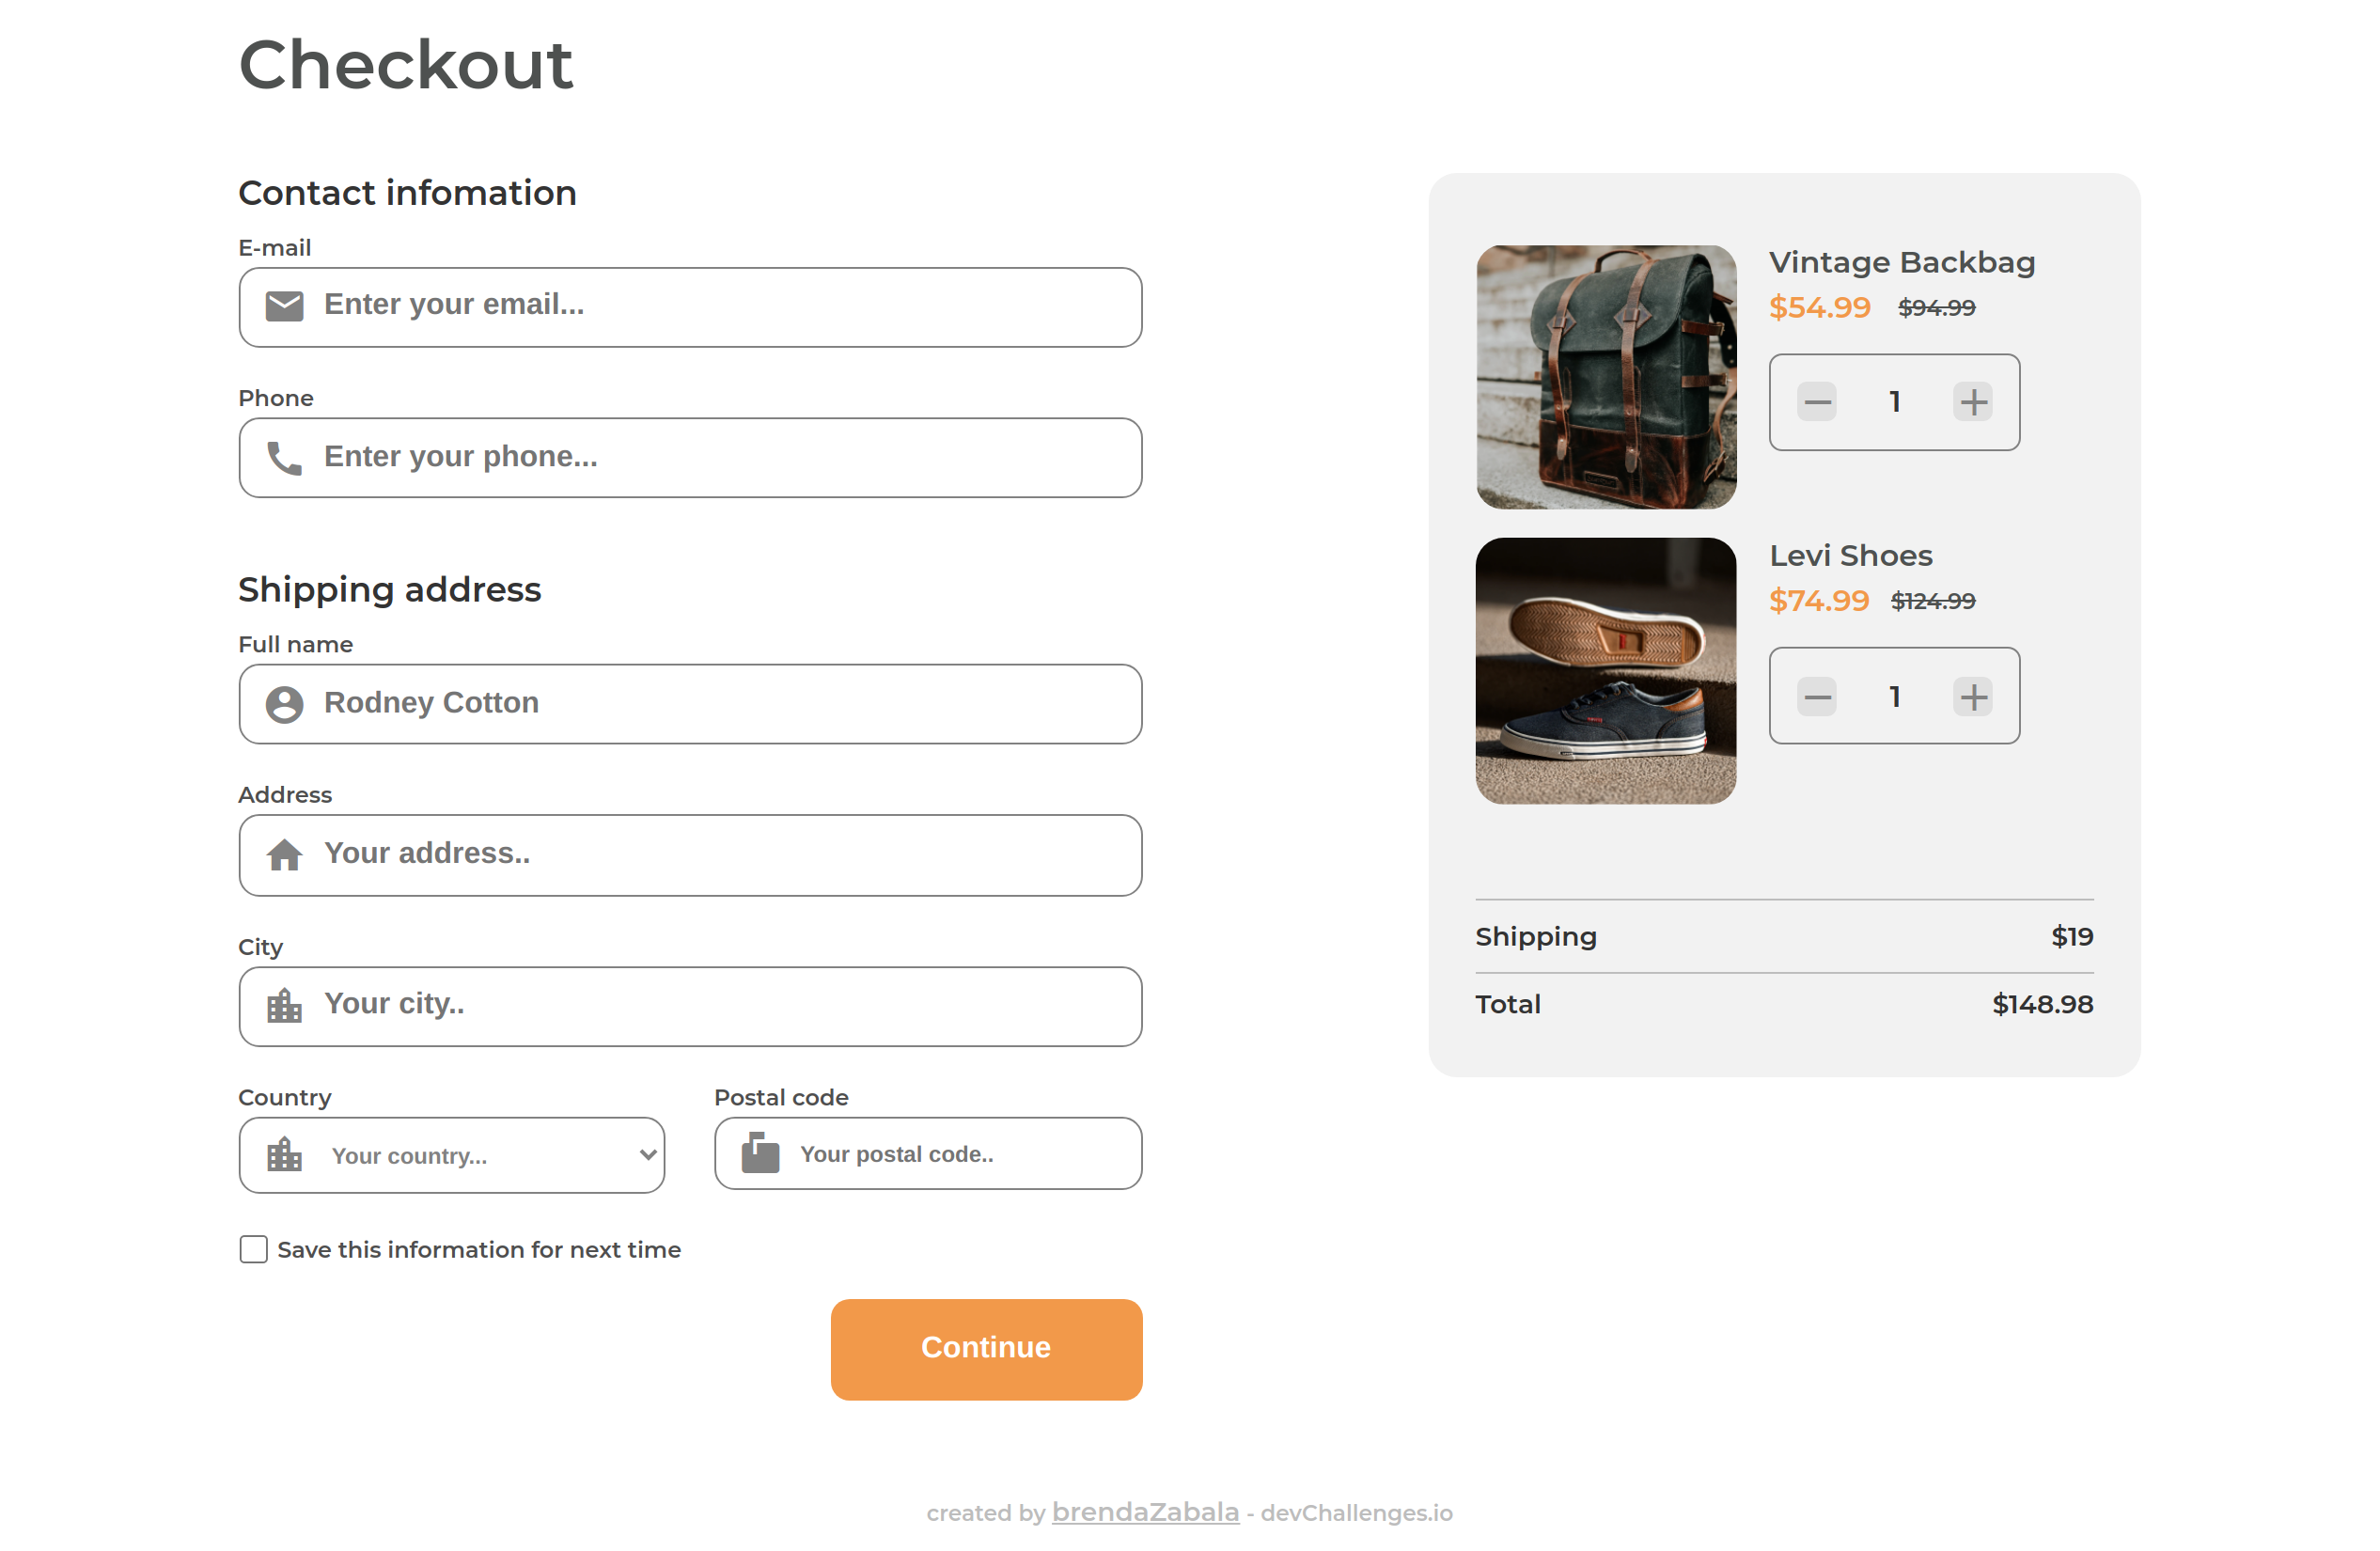 Checkout
Contact infomation
E-mail
Enter your email...
Phone
Enter your phone...
Shipping address
Full name
Rodney Cotton
Address
Your address..
City
Your city..
Country
Your country...
Postal code
Your postal code..
Save this information for next time
Continue
Vintage Backbag
$54.99 $94.99
1
Levi Shoes
$74.99 $124.99
1
Shipping $19
Total $148.98
created by brendaZabala - devChallenges.io